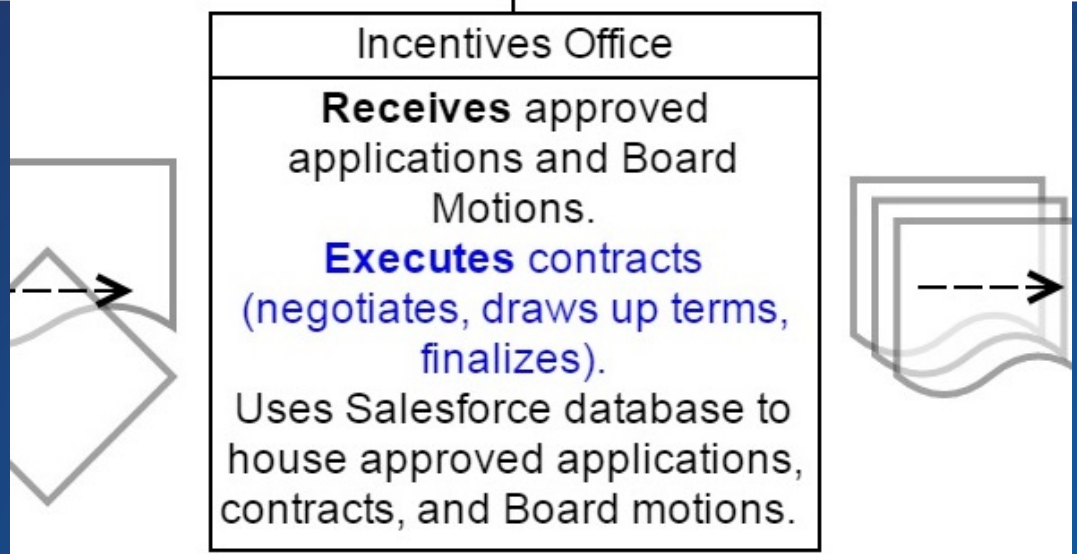 Incentives Office
Receives approved
applications and Board
Motions.
Executes contracts
(negotiates, draws up terms,
finalizes).
Uses Salesforce database to
house approved applications,
contracts, and Board motions.